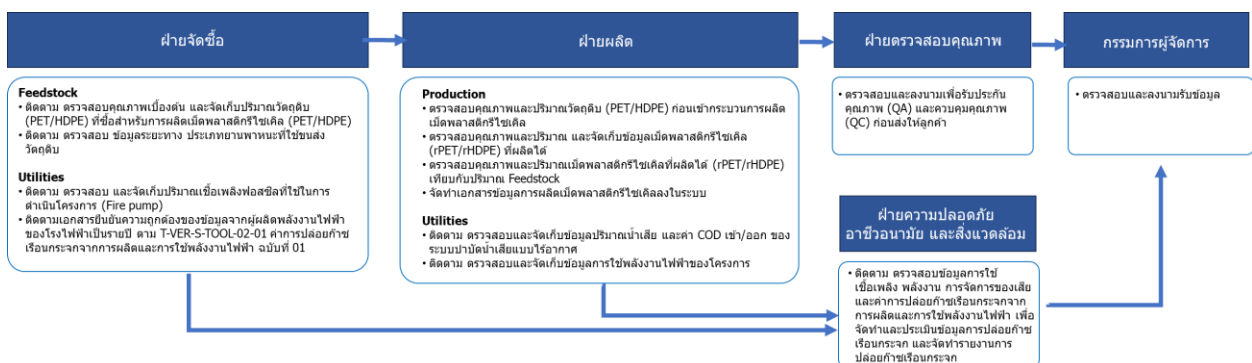 ฝ่ายจัดซื้อ
Feedstock
• ติดตาม ตรวจสอบคุณภาพเบื้องต้น และจัดเก็บปริมาณวัตถุดิบ
(PET/HDPE) ที่ซื้อสำหรับการผลิตเม็ดพลาสติกรีไซเคิล (PET/HDPE)
• ติดตาม ตรวจสอบ ข้อมูลระยะทาง ประเภทยานพาหนะที่ใช้ขนส่ง
วัตถุดิบ
Utilities
• ติดตาม ตรวจสอบ และจัดเก็บปริมาณเชื้อเพลิงฟอสซิลที่ใช้ในการ
ดำเนินโครงการ (Fire pump)
• ติดตามเอกสารยืนยันความถูกต้องของข้อมูลจากผู้ผลิตพลังงานไฟฟ้า
ของโรงไฟฟ้าเป็นรายปี ตาม T-VER-S-TOOL-02-01 ค่าการปล่อยก๊าซ
เรือนกระจกจากการผลิตและการใช้พลังงานไฟฟ้า ฉบับที่ 01
ฝ่ายผลิต
Production
• ตรวจสอบคุณภาพและปริมาณวัตถุดิบ (PET/HDPE) ก่อนเข้ากระบวนการผลิต
เม็ดพลาสติกรีไซเคิล
• ตรวจสอบคุณภาพและปริมาณ และจัดเก็บข้อมูลเม็ดพลาสติกรีไซเคิล
(rPET/rHDPE) ที่ผลิตได้
• ตรวจสอบคุณภาพและปริมาณเม็ดพลาสติกรีไซเคิลที่ผลิตได้ (rPET/rHDPE)
เทียบกับปริมาณ Feedstock
• จัดทำเอกสารข้อมูลการผลิตเม็ดพลาสติกรีไซเคิลลงในระบบ
Utilities
• ติดตาม ตรวจสอบและจัดเก็บข้อมูลปริมาณน้ำเสีย และค่า COD เข้า/ออก ของ
ระบบบำบัดน้ำเสียแบบไร้อากาศ
• ติดตาม ตรวจสอบและจัดเก็บข้อมูลการใช้พลังงานไฟฟ้าของโครงการ
ฝ่ายตรวจสอบคุณภาพ
• ตรวจสอบและลงนามเพื่อรับประกัน
คุณภาพ (QA) และควบคุมคุณภาพ
(QC) ก่อนส่งให้ลูกค้า
กรรมการผู้จัดการ
• ตรวจสอบและลงนามรับข้อมูล
ฝ่ายความปลอดภัย
อาชีวอนามัย และสิ่งแวดล้อม
• ติดตาม ตรวจสอบข้อมูลการใช้
เชื้อเพลิง พลังงาน การจัดการของเสีย
และค่าการปล่อยก๊าซเรือนกระจกจาก
การผลิตและการใช้พลังงานไฟฟ้า เพื่อ
จัดทำและประเมินข้อมูลการปล่อยก๊าซ
เรือนกระจก และจัดทำรายงานการ
ปล่อยก๊าซเรือนกระจก